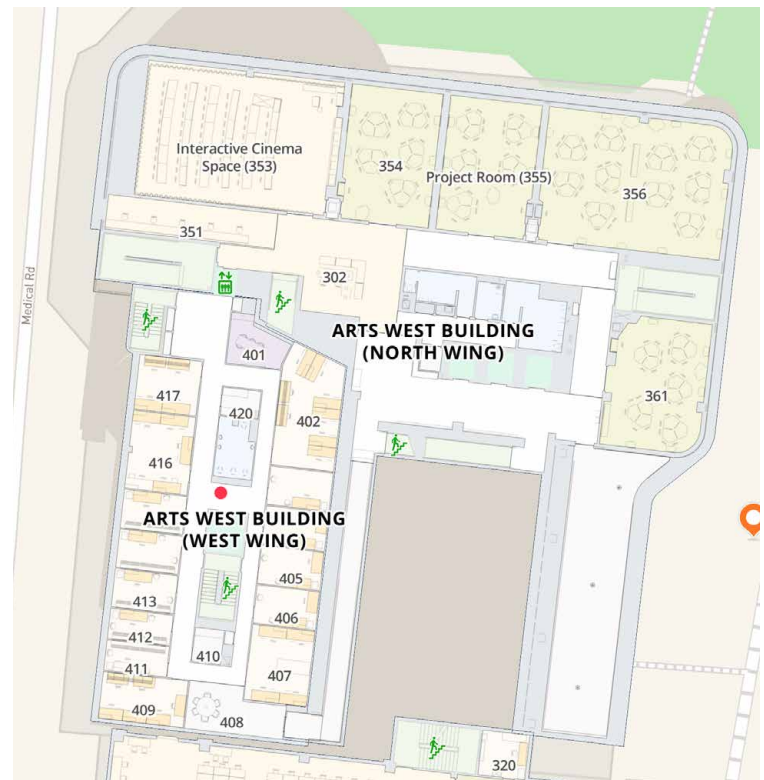 Interactive Cinema
Space (353)
354
Project Room (355)
356
351
302
Medical Rd
ARTS WEST BUILDING
(NORTH WING)
401
361
417
420
402
416
ARTS WEST BUILDING
(WEST WING)
405
413
406
412
410
411
407
409
408
320